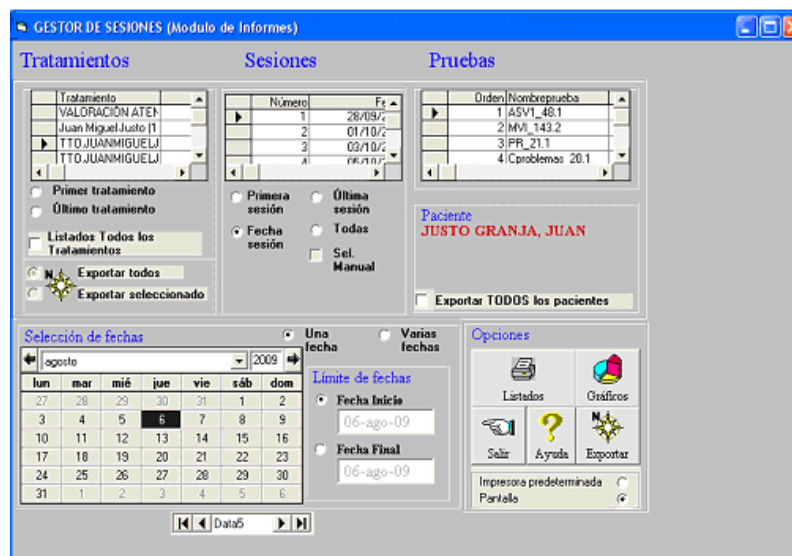 GESTOR DE SESIONES (Modulo de Informes)
Tratamientos
Sesiones
Pruebas
Tratamiento
VALORACIÓN ATEN
Juan Miguel Justo (1
TTO.JUANMIGUELJ
TTO.JUANMIGUELJ
Número Fe
1 28/09/2
2 01/10/2
3 03/10/2
4 05/10/2
Orden Nombreprueba
1 ASV1_48.1
2 MVI_143.2
3 PR_21.1
4 Cproblemas_20.1
Primer tratamiento
Último tratamiento
Listados Todos los
Tratamientos
N
Exportar todos
Exportar seleccionado
Primera
sesión
Última
sesión
Fecha
sesión
Todas
Sel.
Manual
Paciente
JUSTO GRANJA, JUAN
Exportar TODOS los pacientes
Selección de fechas
Una
fecha
Varias
fechas
agosto 2009
lun mar mié jue vie sáb dom
27 28 29 30 31 1 2
3 4 5 6 7 8 9
10 11 12 13 14 15 16
17 18 19 20 21 22 23
24 25 26 27 28 29 30
31 1 2 3 4 5 6
Límite de fechas
Fecha Inicio
06-ago-09
Fecha Final
06-ago-09
Data5
Opciones
Listados
Gráficos
N
Salir
Ayuda
Exportar
Impresora predeterminada
Pantalla